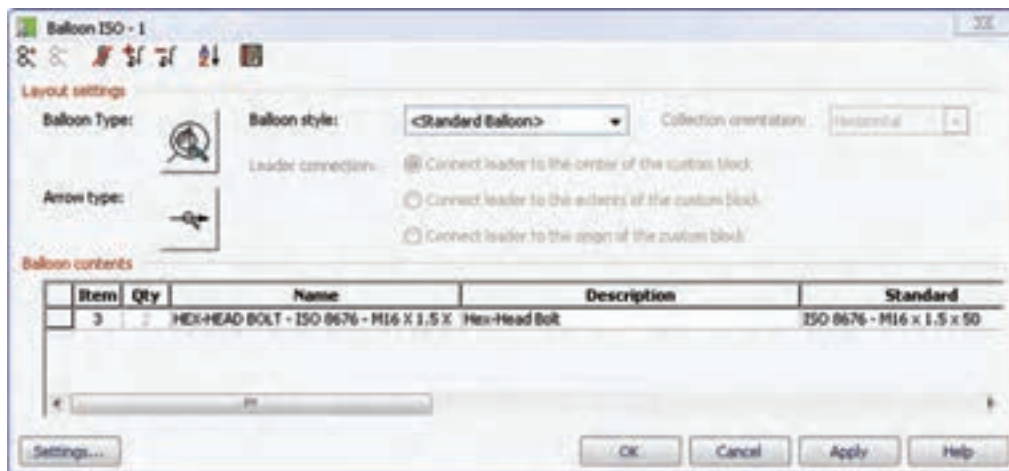 Balloon ISO - 1
Layout settings
Balloon Type: Balloon style: <Standard Balloon> Collection orientation: Horizontal
Leader connection: Connect leader to the center of the custom block
Arrow type: Connect leader to the extents of the custom block
Connect leader to the origin of the custom block
Balloon contents
Item Qty Name Description Standard
3 2 HEX-HEAD BOLT - ISO 8676 - M16 X 1.5 X Hex-Head Bolt ISO 8676 - M16 x 1.5 x 50
Settings... OK Cancel Apply Help